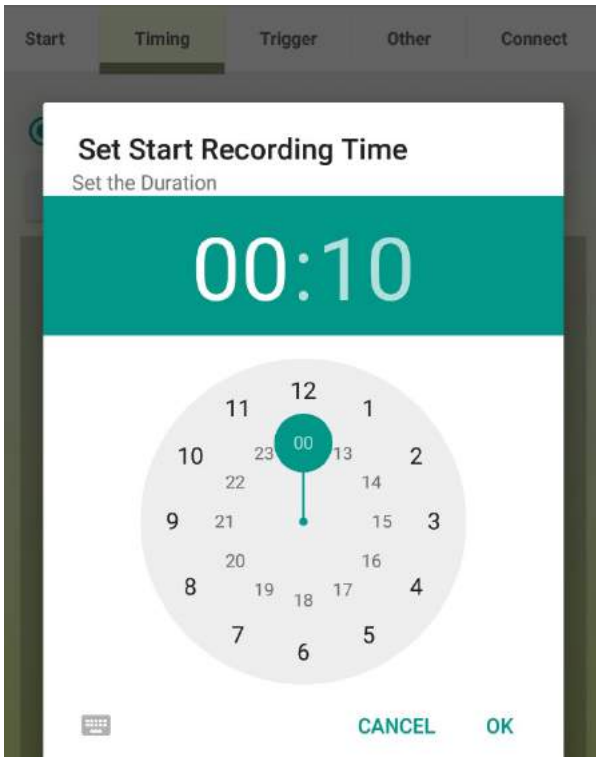 Start Timing Trigger Other Connect
Set Start Recording Time
Set the Duration
00:10
12
11 1
00
23 13
10 2
22 14
9 21 15 3
20 16
8 4
19 17
18
7 5
6
CANCEL OK